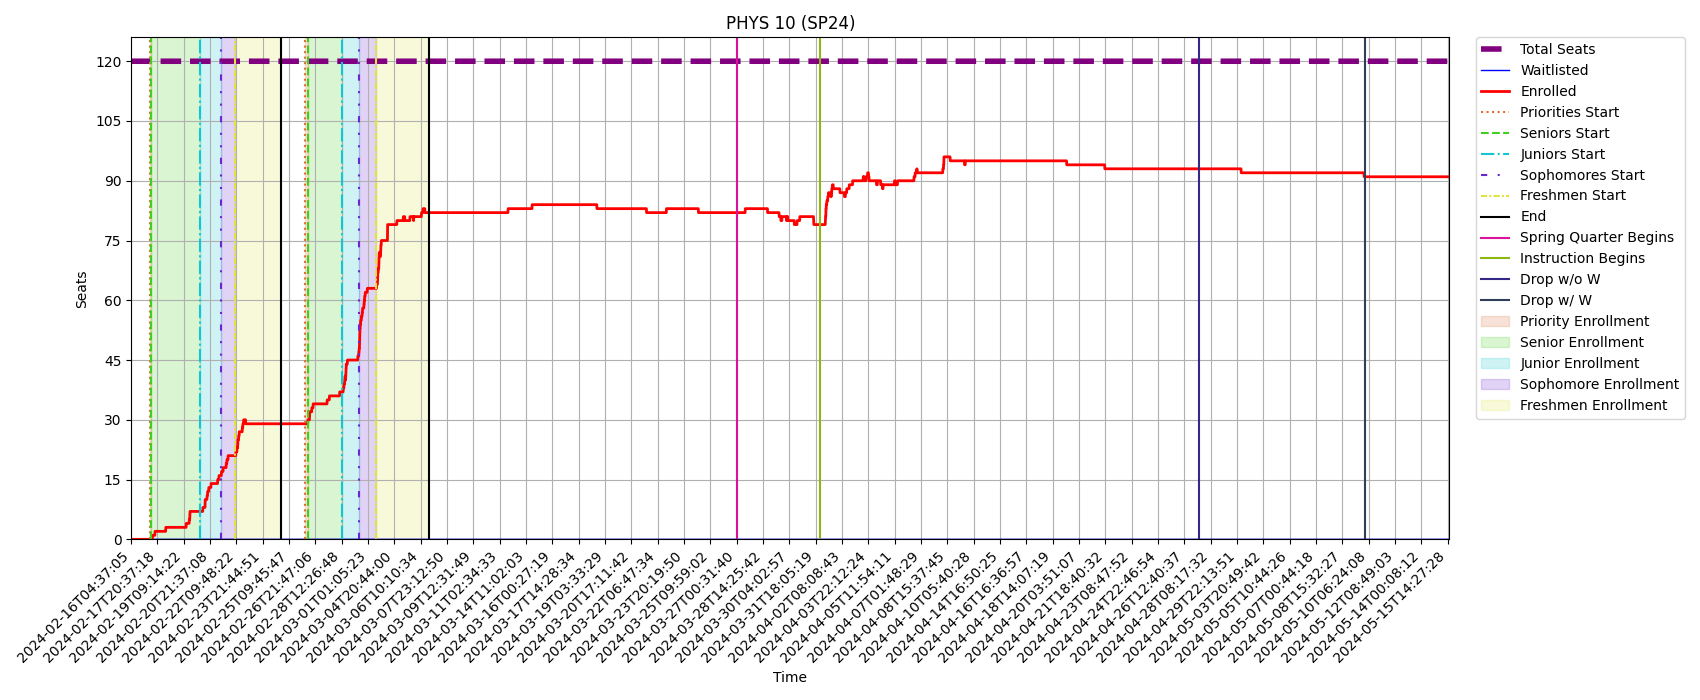 PHYS 10 (SP24)
Seats
120
105
90
75
60
45
30
15
0
2024-02-16T04:37:05
2024-02-17T20:37:18
2024-02-19T09:14:22
2024-02-20T21:37:08
2024-02-22T09:48:22
2024-02-23T21:44:51
2024-02-25T09:45:47
2024-02-26T21:47:06
2024-02-28T12:26:48
2024-03-01T01:05:23
2024-03-04T20:44:00
2024-03-06T10:10:34
2024-03-07T23:12:50
2024-03-09T12:31:49
2024-03-11T02:34:33
2024-03-14T11:02:03
2024-03-16T00:27:19
2024-03-17T14:28:34
2024-03-19T03:33:29
2024-03-20T17:11:42
2024-03-22T06:47:34
2024-03-23T20:19:50
2024-03-25T09:59:02
2024-03-27T00:31:40
2024-03-28T14:25:42
2024-03-30T04:02:57
2024-03-31T18:05:19
2024-04-02T08:08:43
2024-04-03T22:12:24
2024-04-05T11:54:11
2024-04-07T01:48:29
2024-04-08T15:37:45
2024-04-10T05:40:28
2024-04-14T16:50:25
2024-04-16T16:36:57
2024-04-18T14:07:19
2024-04-20T03:51:07
2024-04-21T18:40:32
2024-04-23T08:47:52
2024-04-24T22:46:54
2024-04-26T12:40:37
2024-04-28T08:17:32
2024-04-29T22:13:51
2024-05-03T20:49:42
2024-05-05T10:44:26
2024-05-07T00:44:18
2024-05-08T15:32:27
2024-05-10T06:24:08
2024-05-12T08:49:03
2024-05-14T00:08:12
2024-05-15T14:27:28
Time
Total Seats
Waitlisted
Enrolled
Priorities Start
Seniors Start
Juniors Start
Sophomores Start
Freshmen Start
End
Spring Quarter Begins
Instruction Begins
Drop w/o W
Drop w/ W
Priority Enrollment
Senior Enrollment
Junior Enrollment
Sophomore Enrollment
Freshmen Enrollment